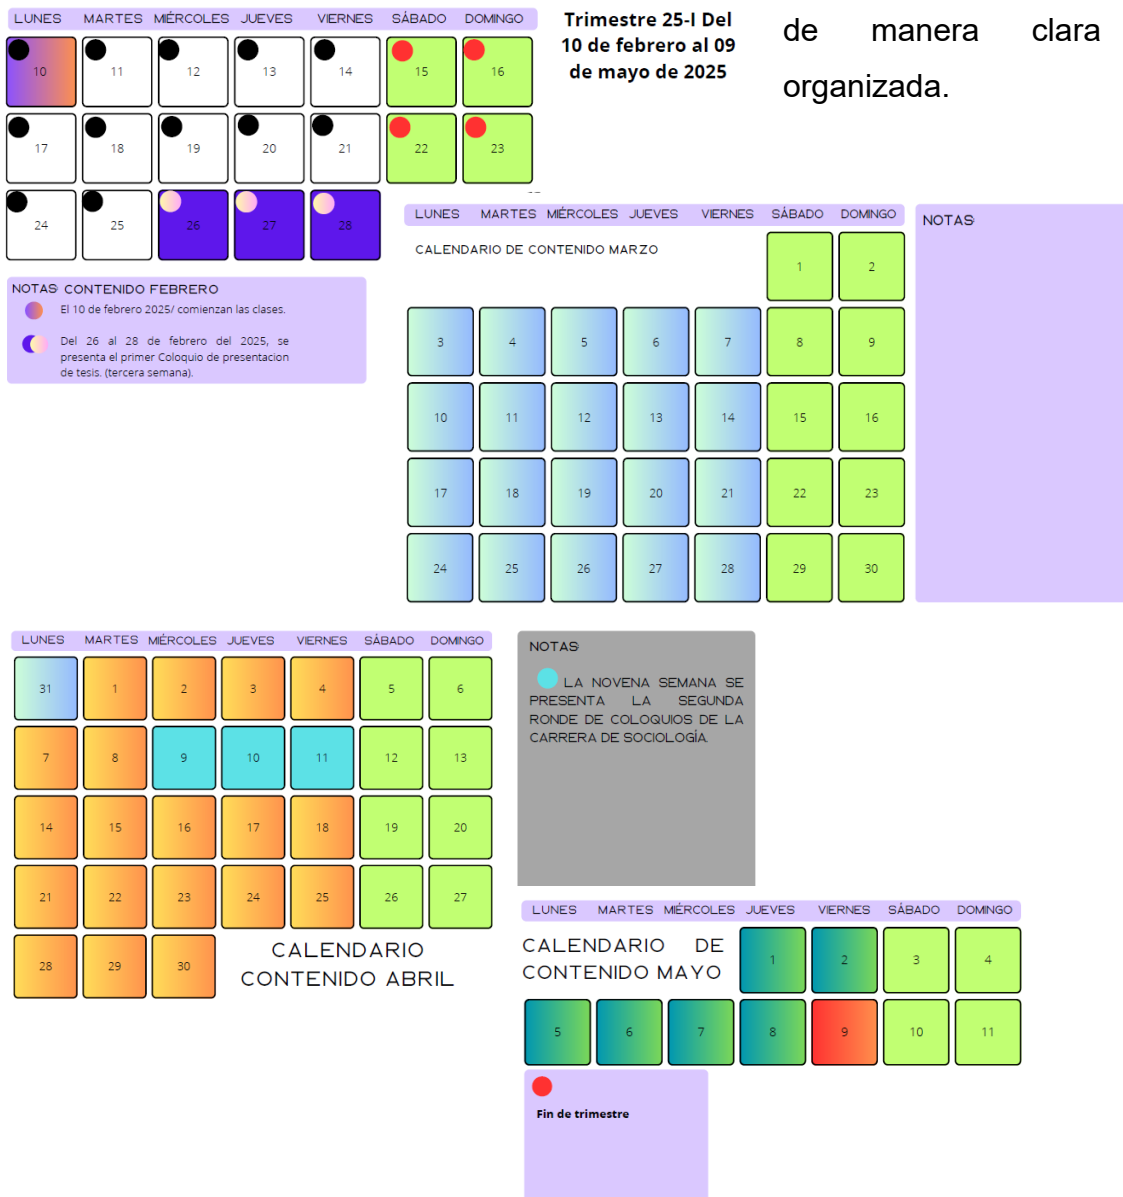 LUNES MARTES MIÉRCOLES JUEVES VIERNES SÁBADO DOMINGO
10 11 12 13 14 15 16
17 18 19 20 21 22 23
24 25 26 27 28
NOTAS: CONTENIDO FEBRERO
El 10 de febrero 2025/ comienzan las clases.
Del 26 al 28 de febrero del 2025, se
presenta el primer Coloquio de presentacion
de tesis. (tercera semana).
Trimestre 25-I Del
10 de febrero al 09
de mayo de 2025
de manera clara
organizada.
LUNES MARTES MIÉRCOLES JUEVES VIERNES SÁBADO DOMINGO
CALENDARIO DE CONTENIDO MARZO
1 2
3 4 5 6 7 8 9
10 11 12 13 14 15 16
17 18 19 20 21 22 23
24 25 26 27 28 29 30
NOTAS:
LUNES MARTES MIÉRCOLES JUEVES VIERNES SÁBADO DOMINGO
31 1 2 3 4 5 6
7 8 9 10 11 12 13
14 15 16 17 18 19 20
21 22 23 24 25 26 27
28 29 30
CALENDARIO
CONTENIDO ABRIL
NOTAS:
LA NOVENA SEMANA SE
PRESENTA LA SEGUNDA
RONDE DE COLOQUIOS DE LA
CARRERA DE SOCIOLOGÍA.
LUNES MARTES MIÉRCOLES JUEVES VIERNES SÁBADO DOMINGO
CALENDARIO DE
CONTENIDO MAYO
1 2 3 4
5 6 7 8 9 10 11
Fin de trimestre